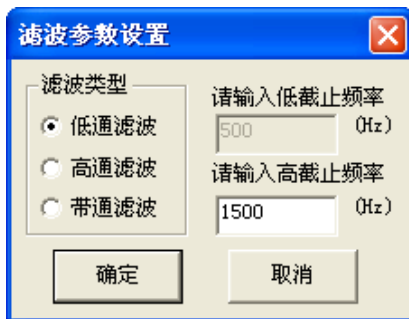 滤波参数设置
滤波类型
低通滤波
高通滤波
带通滤波
请输入低截止频率
500 (Hz)
请输入高截止频率
1500 (Hz)
确定
取消